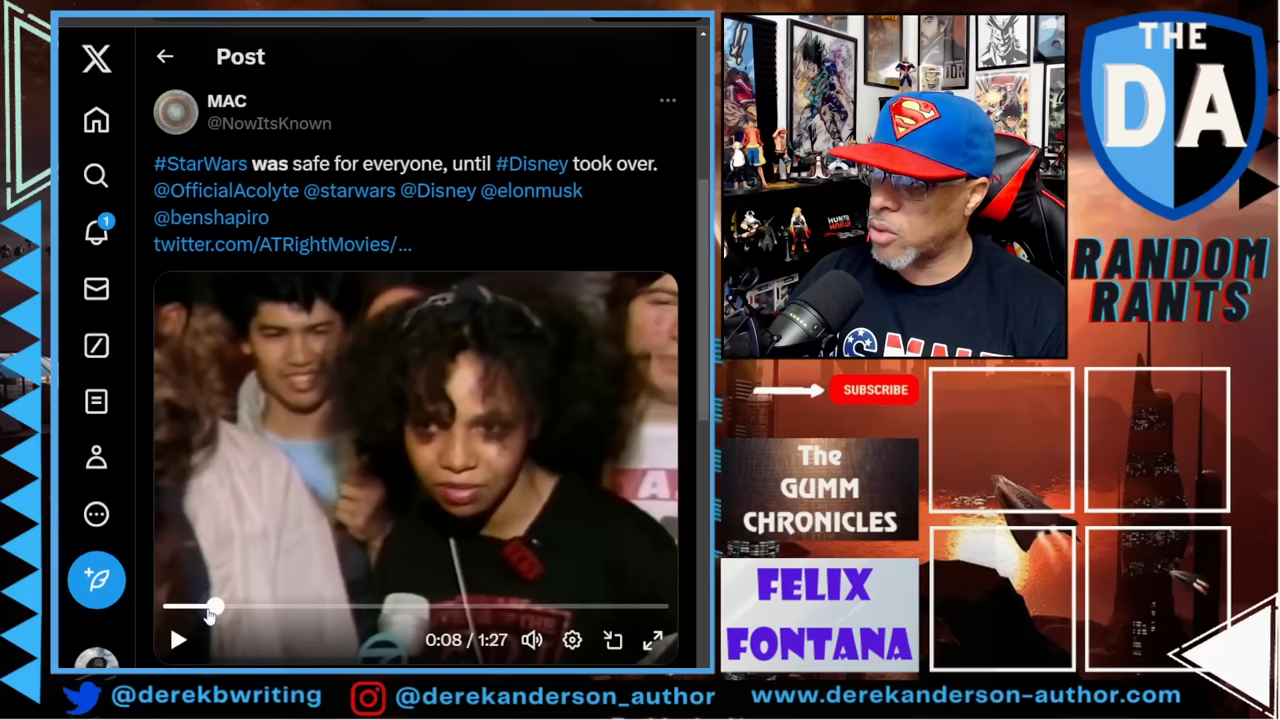 Post
MAC
@NowItsKnown
#StarWars was safe for everyone, until #Disney took over.
@OfficialAcolyte @starwars @Disney @elonmusk
@benshapiro
twitter.com/ATRightMovies/...
1
0:08 / 1:27
THE
DA
RANDOM
RANTS
SUBSCRIBE
The
GUMM
CHRONICLES
FELIX
FONTANA
@derekbwriting
@derekanderson_author
www.derekanderson-author.com